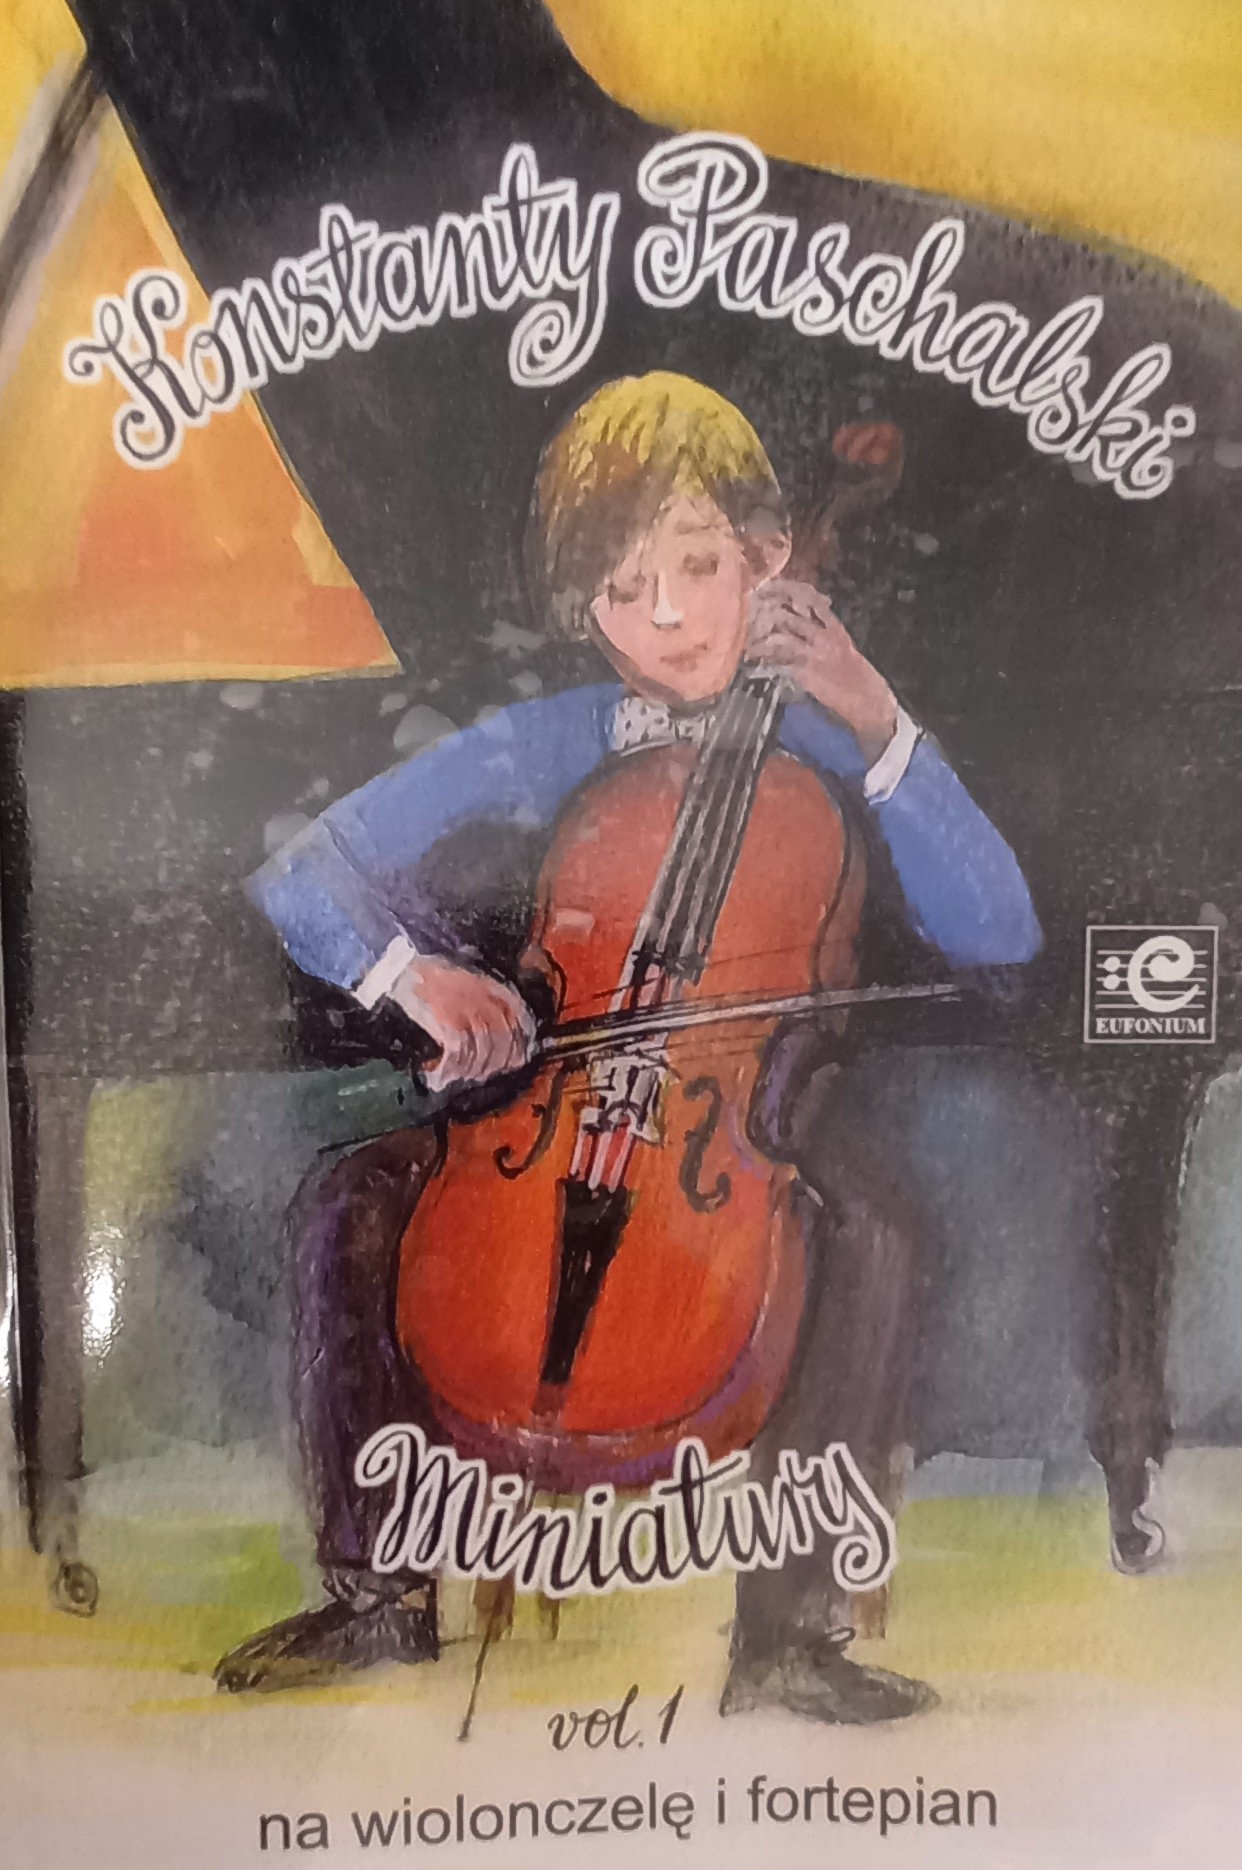 Konstanty Paschalski
EUFONIUM
Miniatury
vol. 1
na wiolonczelę i fortepian